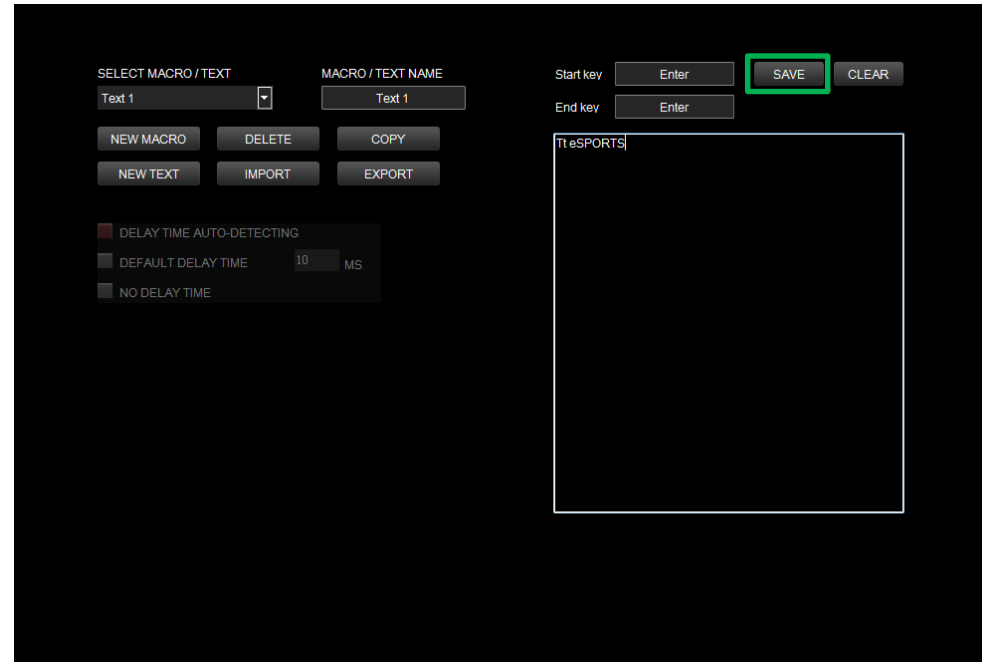 SELECT MACRO / TEXT
MACRO / TEXT NAME
Text 1
Text 1
NEW MACRO
DELETE
COPY
NEW TEXT
IMPORT
EXPORT
DELAY TIME AUTO-DETECTING
DEFAULT DELAY TIME 10 MS
NO DELAY TIME
Start key Enter SAVE CLEAR
End key Enter
Tt eSPORTS